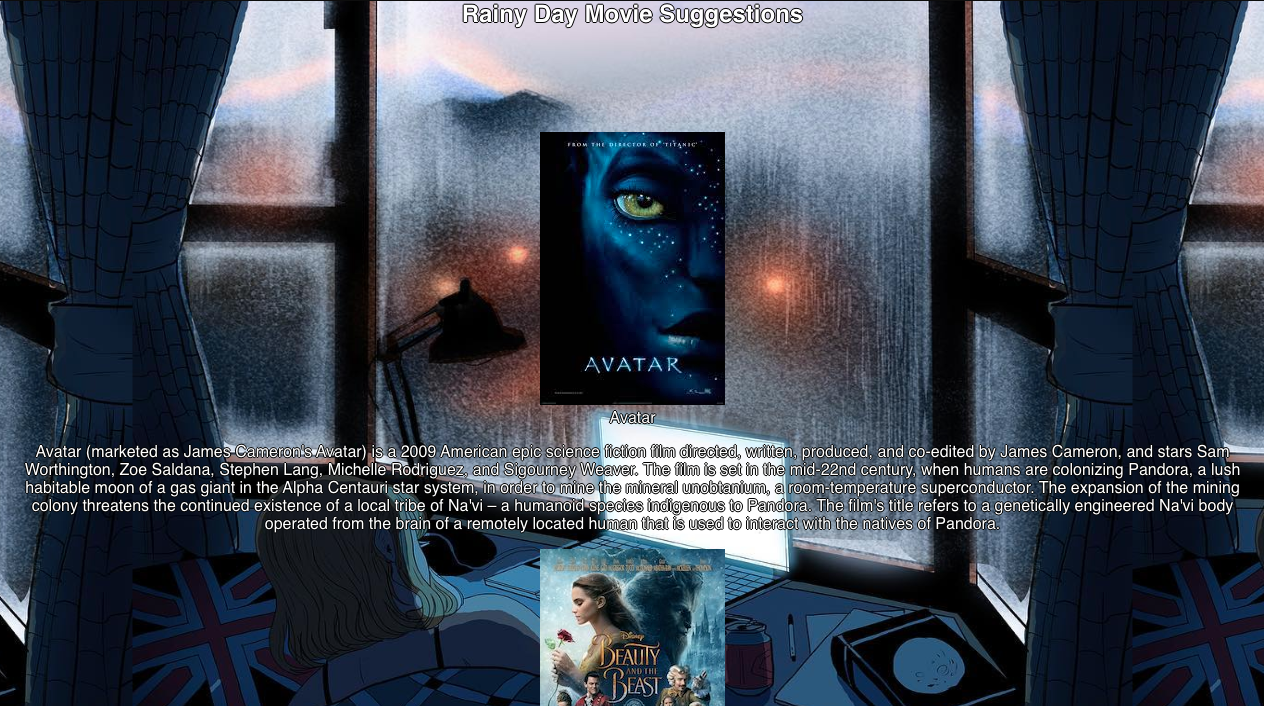 Rainy Day Movie Suggestions
FROM THE DIRECTOR OF 'TITANIC'
AVATAR
Avatar
Avatar (marketed as James Cameron's Avatar) is a 2009 American epic science fiction film directed, written, produced, and co-edited by James Cameron, and stars Sam
Worthington, Zoe Saldana, Stephen Lang, Michelle Rodriguez, and Sigourney Weaver. The film is set in the mid-22nd century, when humans are colonizing Pandora, a lush
habitable moon of a gas giant in the Alpha Centauri star system, in order to mine the mineral unobtanium, a room-temperature superconductor. The expansion of the mining
colony threatens the continued existence of a local tribe of Na'vi – a humanoid species indigenous to Pandora. The film's title refers to a genetically engineered Na'vi body
operated from the brain of a remotely located human that is used to interact with the natives of Pandora.
Disney
BEAUTY
AND THE
BEAST